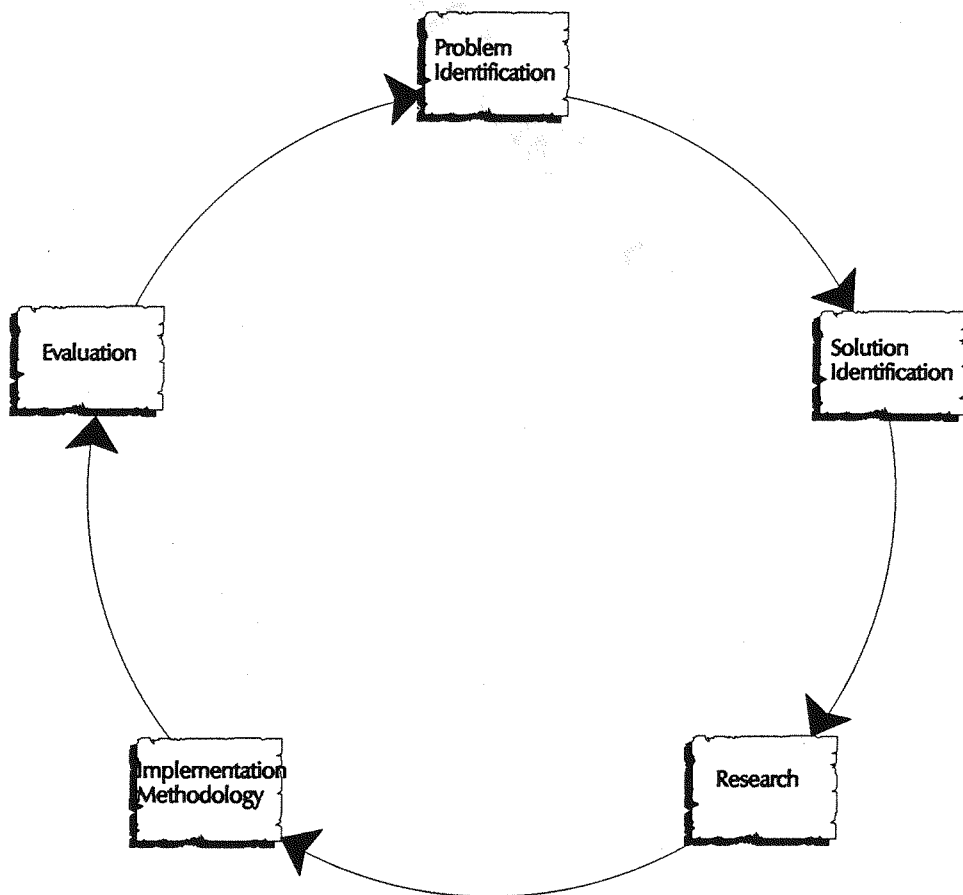 Problem
Identification
Solution
Identification
Research
Implementation
Methodology
Evaluation